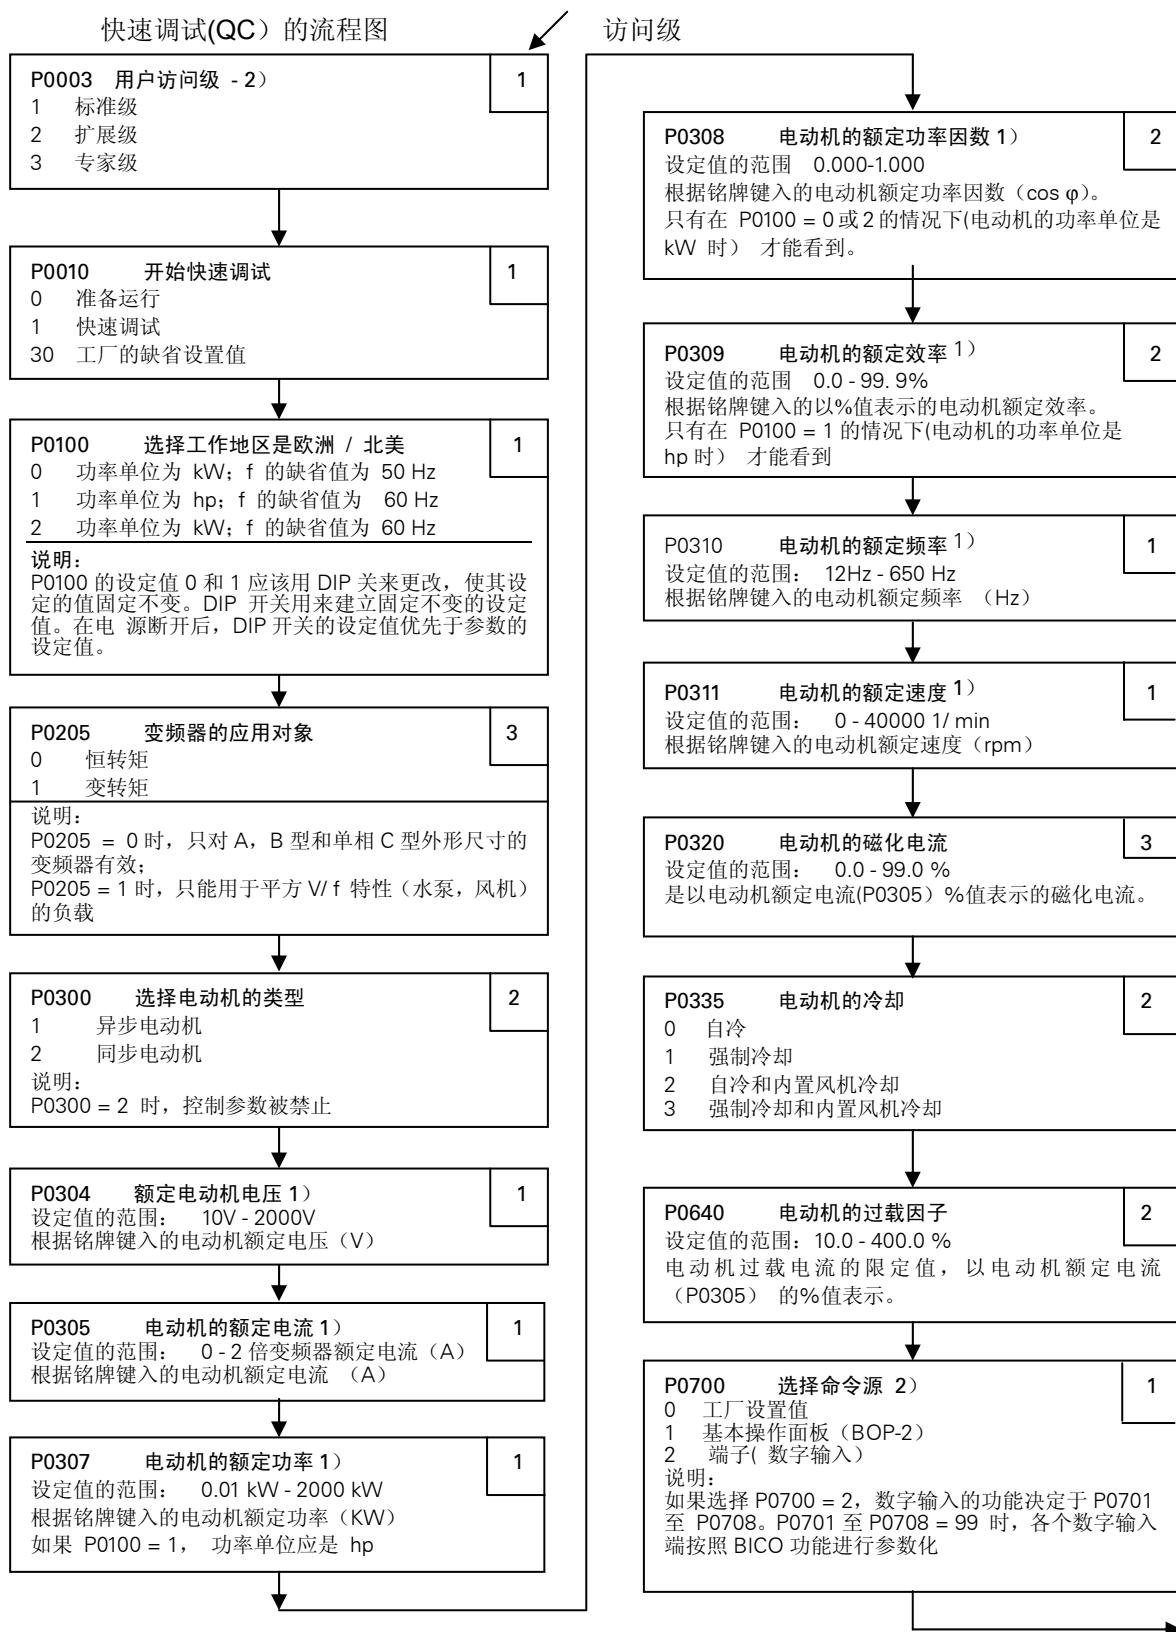 快速调试(QC）的流程图
访问级
P0003 用户访问级 - 2）
1
1 标准级
2 扩展级
3 专家级
P0010 开始快速调试
1
0 准备运行
1 快速调试
30 工厂的缺省设置值
P0100 选择工作地区是欧洲 / 北美
1
0 功率单位为 kW；f 的缺省值为 50 Hz
1 功率单位为 hp；f 的缺省值为 60 Hz
2 功率单位为 kW；f 的缺省值为 60 Hz
说明：
P0100 的设定值 0 和 1 应该用 DIP 关来更改，使其设
定的值固定不变。DIP 开关用来建立固定不变的设定
值。在电 源断开后，DIP 开关的设定值优先于参数的
设定值。
P0205 变频器的应用对象
3
0 恒转矩
1 变转矩
说明：
P0205 = 0 时，只对 A，B 型和单相 C 型外形尺寸的
变频器有效；
P0205 = 1 时，只能用于平方 V/ f 特性（水泵，风机）
的负载
P0300 选择电动机的类型
2
1 异步电动机
2 同步电动机
说明：
P0300 = 2 时，控制参数被禁止
P0304 额定电动机电压 1）
1
设定值的范围： 10V - 2000V
根据铭牌键入的电动机额定电压（V）
P0305 电动机的额定电流 1）
1
设定值的范围： 0 - 2 倍变频器额定电流（A）
根据铭牌键入的电动机额定电流 （A）
P0307 电动机的额定功率 1）
1
设定值的范围： 0.01 kW - 2000 kW
根据铭牌键入的电动机额定功率（KW）
如果 P0100 = 1， 功率单位应是 hp
P0308 电动机的额定功率因数 1）
2
设定值的范围 0.000-1.000
根据铭牌键入的电动机额定功率因数（cos φ）。
只有在 P0100 = 0 或 2 的情况下(电动机的功率单位是
kW 时） 才能看到。
P0309 电动机的额定效率 1）
2
设定值的范围 0.0 - 99. 9%
根据铭牌键入的以%值表示的电动机额定效率。
只有在 P0100 = 1 的情况下(电动机的功率单位是
hp 时） 才能看到
P0310 电动机的额定频率 1）
1
设定值的范围： 12Hz - 650 Hz
根据铭牌键入的电动机额定频率 （Hz）
P0311 电动机的额定速度 1）
1
设定值的范围： 0 - 40000 1/ min
根据铭牌键入的电动机额定速度（rpm）
P0320 电动机的磁化电流
3
设定值的范围： 0.0 - 99.0 %
是以电动机额定电流(P0305）%值表示的磁化电流。
P0335 电动机的冷却
2
0 自冷
1 强制冷却
2 自冷和内置风机冷却
3 强制冷却和内置风机冷却
P0640 电动机的过载因子
2
设定值的范围：10.0 - 400.0 %
电动机过载电流的限定值，以电动机额定电流
（P0305） 的%值表示。
P0700 选择命令源 2）
1
0 工厂设置值
1 基本操作面板（BOP-2）
2 端子( 数字输入）
说明：
如果选择 P0700 = 2，数字输入的功能决定于 P0701
至 P0708。P0701 至 P0708 = 99 时，各个数字输入
端按照 BICO 功能进行参数化